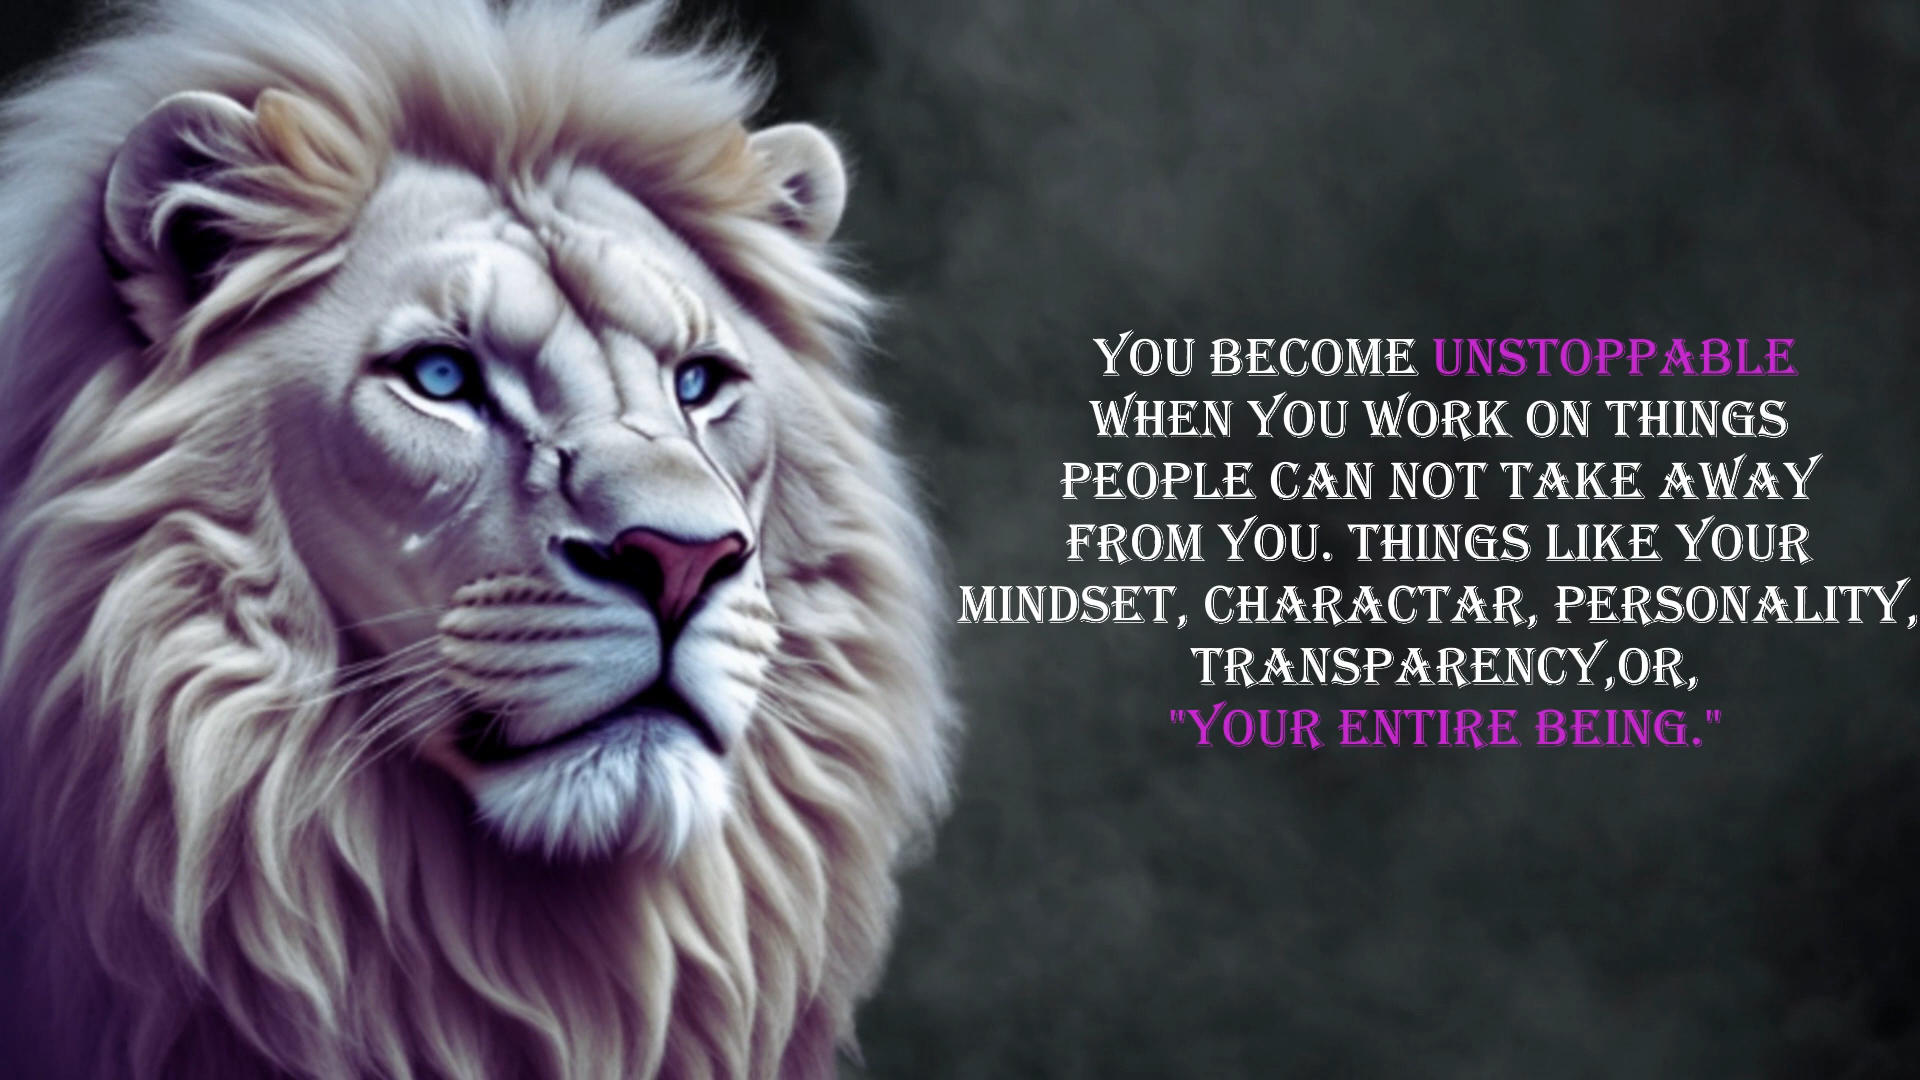 YOU BECOME UNSTOPPABLE
WHEN YOU WORK ON THINGS
PEOPLE CAN NOT TAKE AWAY
FROM YOU. THINGS LIKE YOUR
MINDSET, CHARACTAR, PERSONALITY,
TRANSPARENCY,OR,
"YOUR ENTIRE BEING."